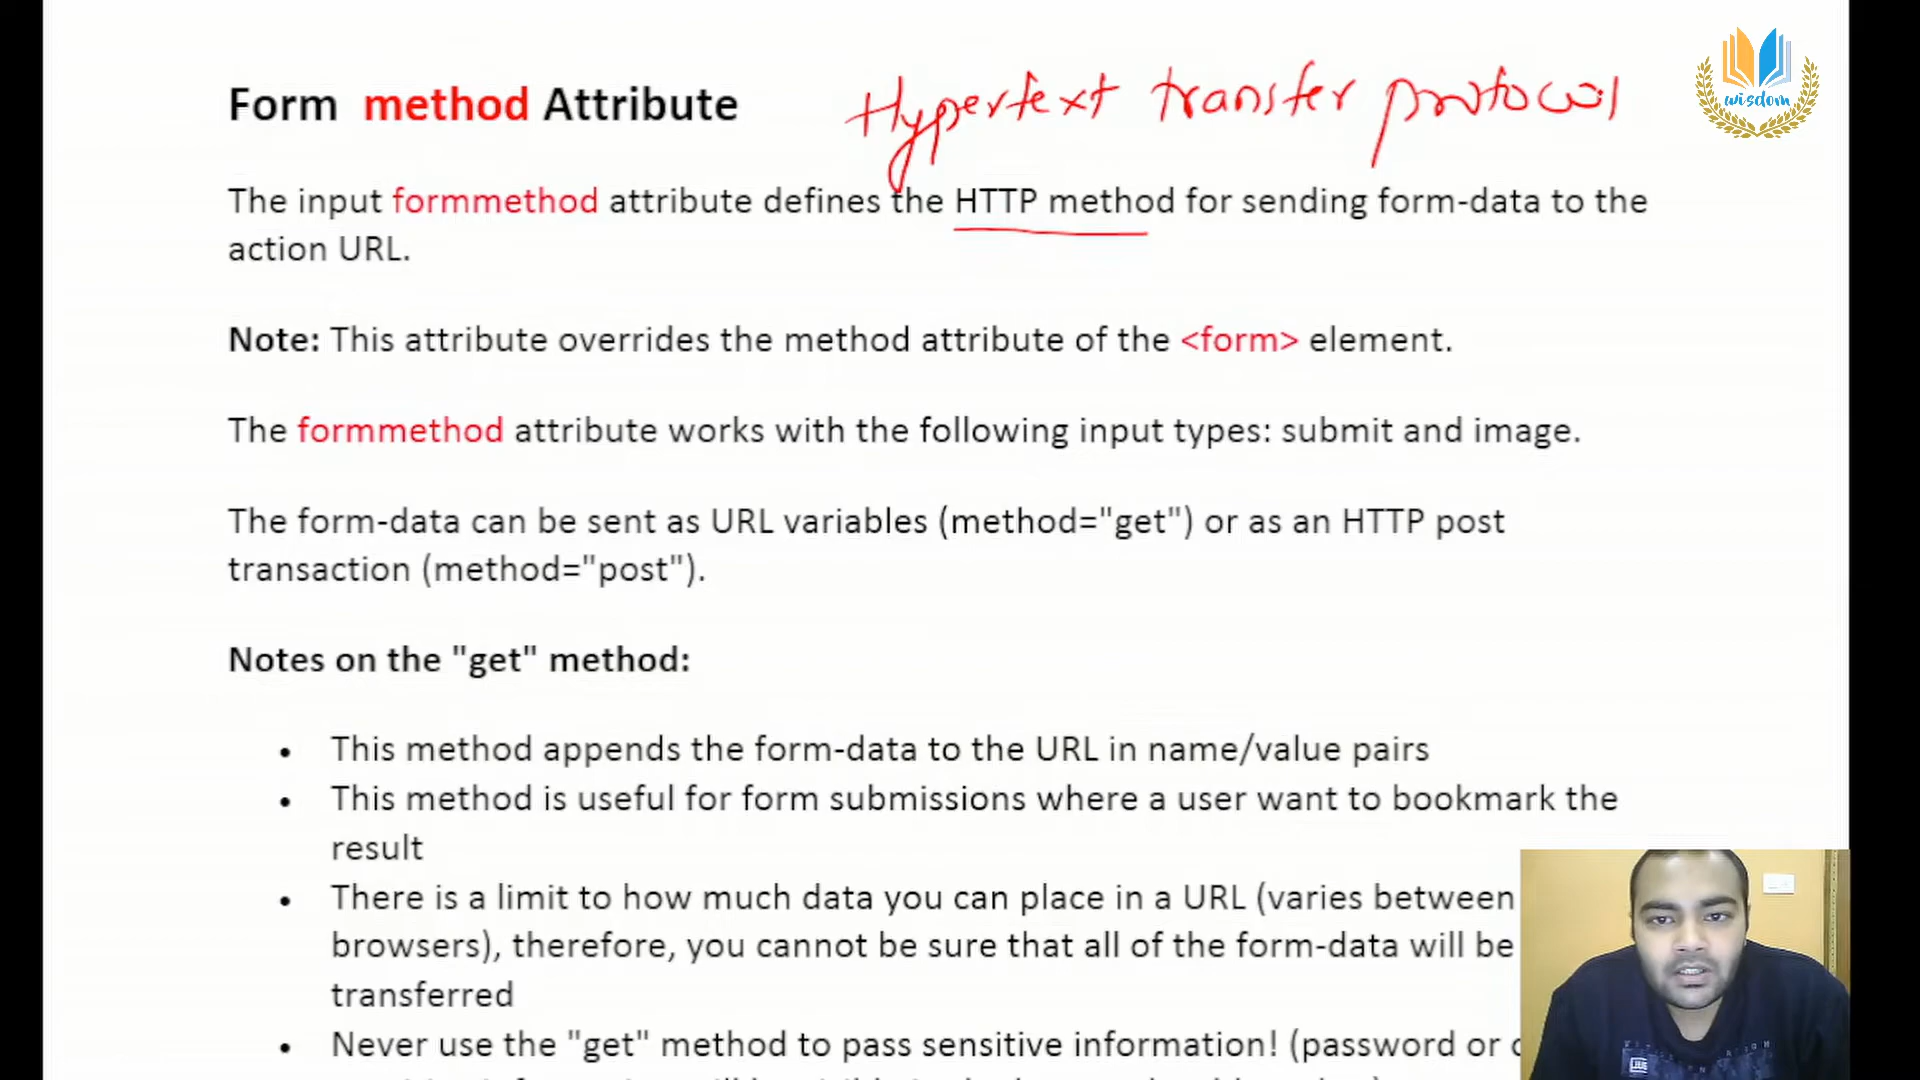 Form method Attribute
Hypertext transfer protocol
wisdom
The input formmethod attribute defines the HTTP method for sending form-data to the
action URL.
Note: This attribute overrides the method attribute of the <form> element.
The formmethod attribute works with the following input types: submit and image.
The form-data can be sent as URL variables (method="get") or as an HTTP post
transaction (method="post").
Notes on the "get" method:
• This method appends the form-data to the URL in name/value pairs
• This method is useful for form submissions where a user want to bookmark the
result
• There is a limit to how much data you can place in a URL (varies between
browsers), therefore, you cannot be sure that all of the form-data will be
transferred
• Never use the "get" method to pass sensitive information! (password or